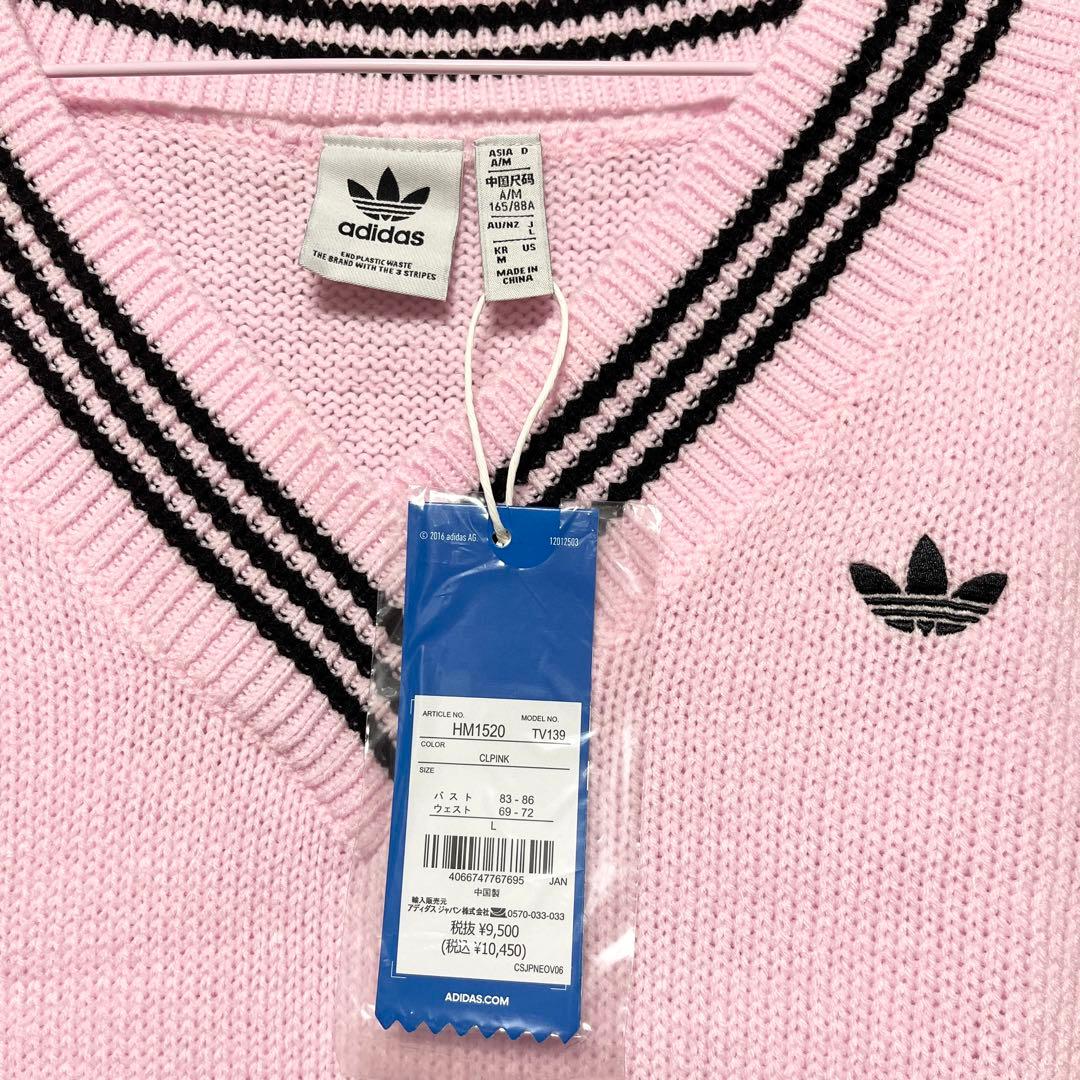 adidas
END PLASTIC WASTE
THE BRAND WITH THE 3 STRIPES
ASIA D
A/M
中国尺码
A/M
165/88A
AU/NZ J
L
KR US
M
MADE IN
CHINA
© 2016 adidas AG.
12012503
ARTICLE NO. MODEL NO.
HM1520 TV139
COLOR
CLPINK
SIZE
バスト 83 - 86
ウェスト 69 - 72
L
4066747767695 JAN
中国製
輸入販売元
アディダス ジャパン株式会社 0570-033-033
税抜 ¥9,500
(税込 ¥10,450)
CSJPNEOV06
ADIDAS.COM